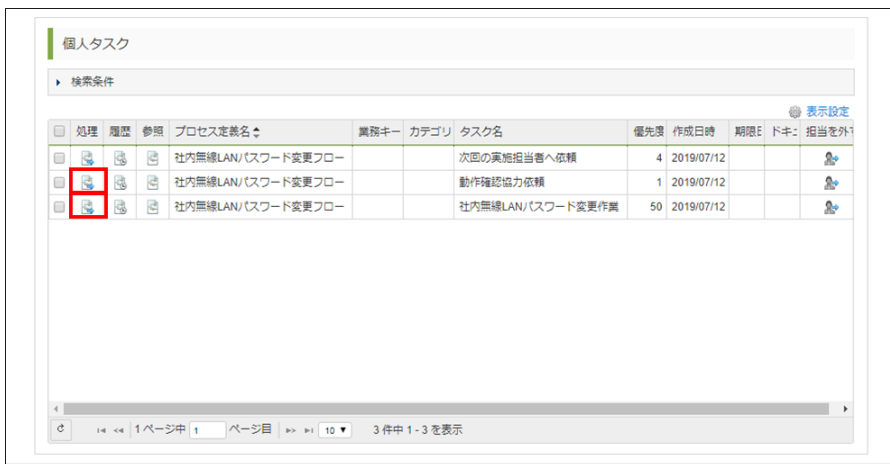 個人タスク
検索条件
表示設定
処理 履歴 参照 プロセス定義名 業務キー カテゴリ タスク名 優先度 作成日時 期限 ドキ 担当を外
社内無線LANパスワード変更フロー 次回の実施担当者へ依頼 4 2019/07/12
社内無線LANパスワード変更フロー 動作確認協力依頼 1 2019/07/12
社内無線LANパスワード変更フロー 社内無線LANパスワード変更作業 50 2019/07/12
1 ページ中 1 ページ目 10 3 件中 1 - 3 を表示